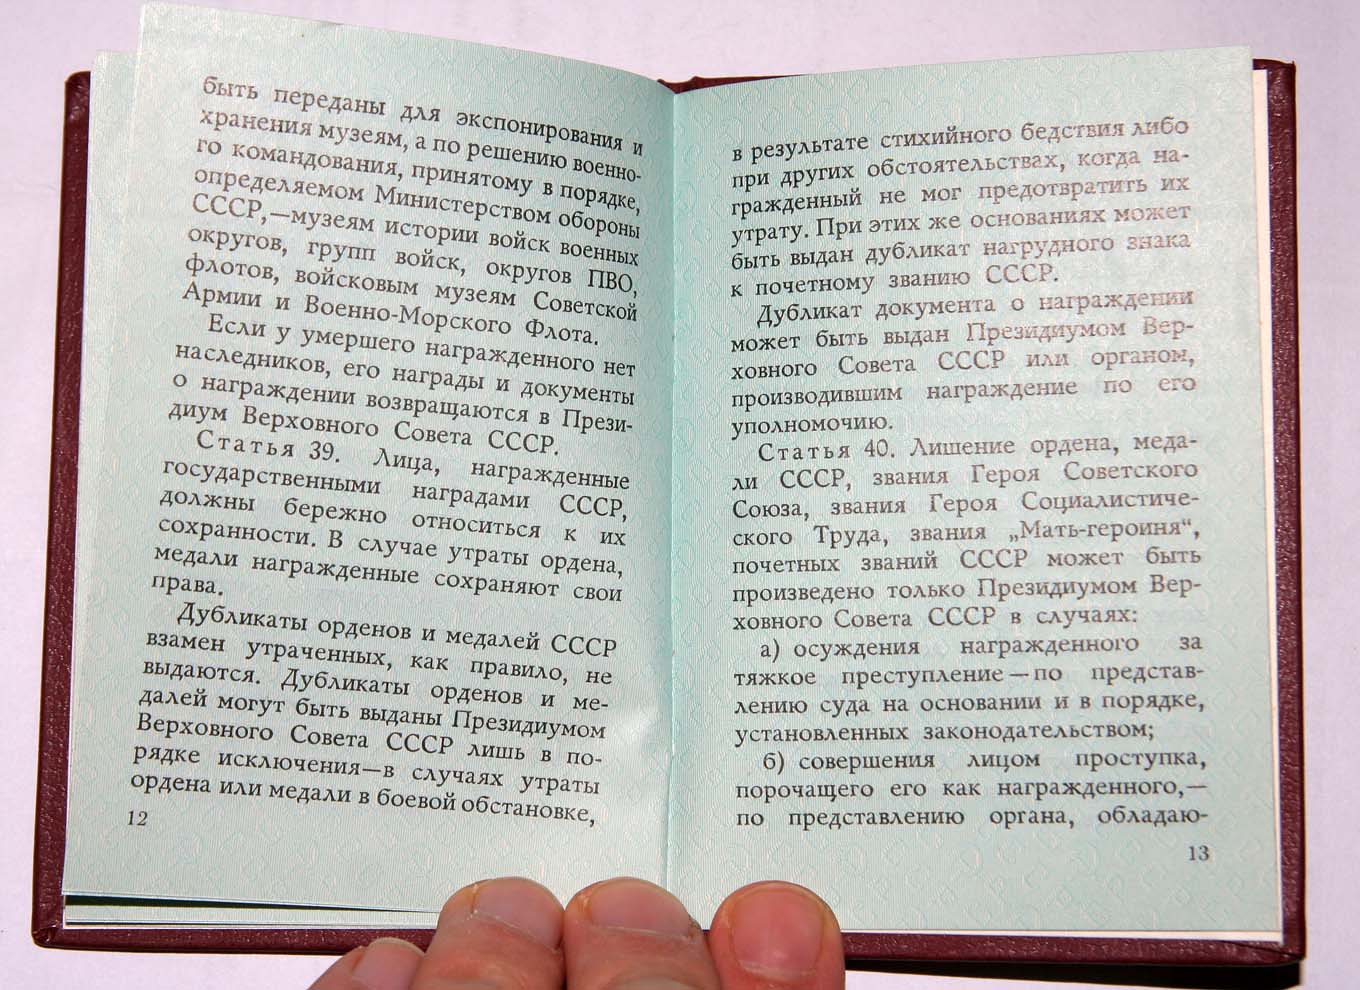 быть переданы для экспонирования и
хранения музеям, а по решению военно-
го командования, принятому в порядке,
определяемом Министерством обороны
СССР,—музеям истории войск военных
округов, групп войск, округов ПВО,
флотов, войсковым музеям Советской
Армии и Военно-Морского Флота.
Если у умершего награжденного нет
наследников, его награды и документы
о награждении возвращаются в Прези-
диум Верховного Совета СССР.
Статья 39. Лица, награжденные
государственными наградами СССР,
должны бережно относиться к их
сохранности. В случае утраты ордена,
медали награжденные сохраняют свои
права.
Дубликаты орденов и медалей СССР
взамен утраченных, как правило, не
выдаются. Дубликаты орденов и ме-
далей могут быть выданы Президиумом
Верховного Совета СССР лишь в по-
рядке исключения—в случаях утраты
ордена или медали в боевой обстановке,
12
в результате стихийного бедствия либо
при других обстоятельствах, когда на-
гражденный не мог предотвратить их
утрату. При этих же основаниях может
быть выдан дубликат нагрудного знака
к почетному званию СССР.
Дубликат документа о награждении
может быть выдан Президиумом Вер-
ховного Совета СССР или органом,
производившим награждение по его
уполномочию.
Статья 40. Лишение ордена, меда-
ли СССР, звания Героя Советского
Союза, звания Героя Социалистиче-
ского Труда, звания „Мать-героиня“,
почетных званий СССР может быть
произведено только Президиумом Вер-
ховного Совета СССР в случаях:
а) осуждения награжденного за
тяжкое преступление—по представ-
лению суда на основании и в порядке,
установленных законодательством;
б) совершения лицом проступка,
порочащего его как награжденного,—
по представлению органа, обладаю-
13